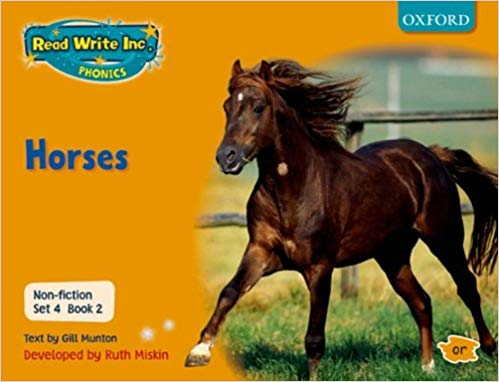 OXFORD
Read Write Inc.
PHONICS
Horses
Non-fiction
Set 4 Book 2
Text by Gill Munton
Developed by Ruth Miskin
or